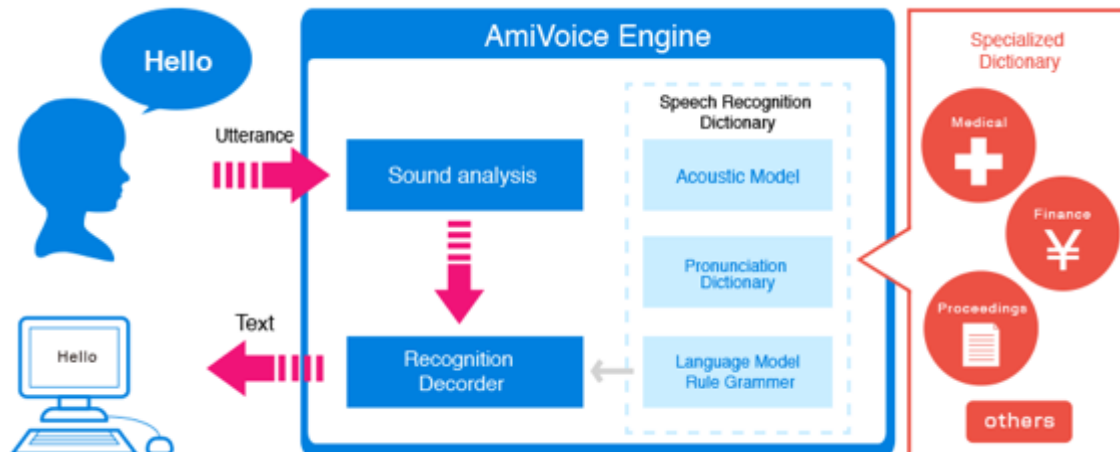 AmiVoice Engine
Hello
Utterance
Sound analysis
Speech Recognition
Dictionary
Acoustic Model
Pronunciation
Dictionary
Language Model
Rule Grammer
Recognition
Decorder
Text
Hello
Specialized
Dictionary
Medical
Finance
¥
Proceedings
others